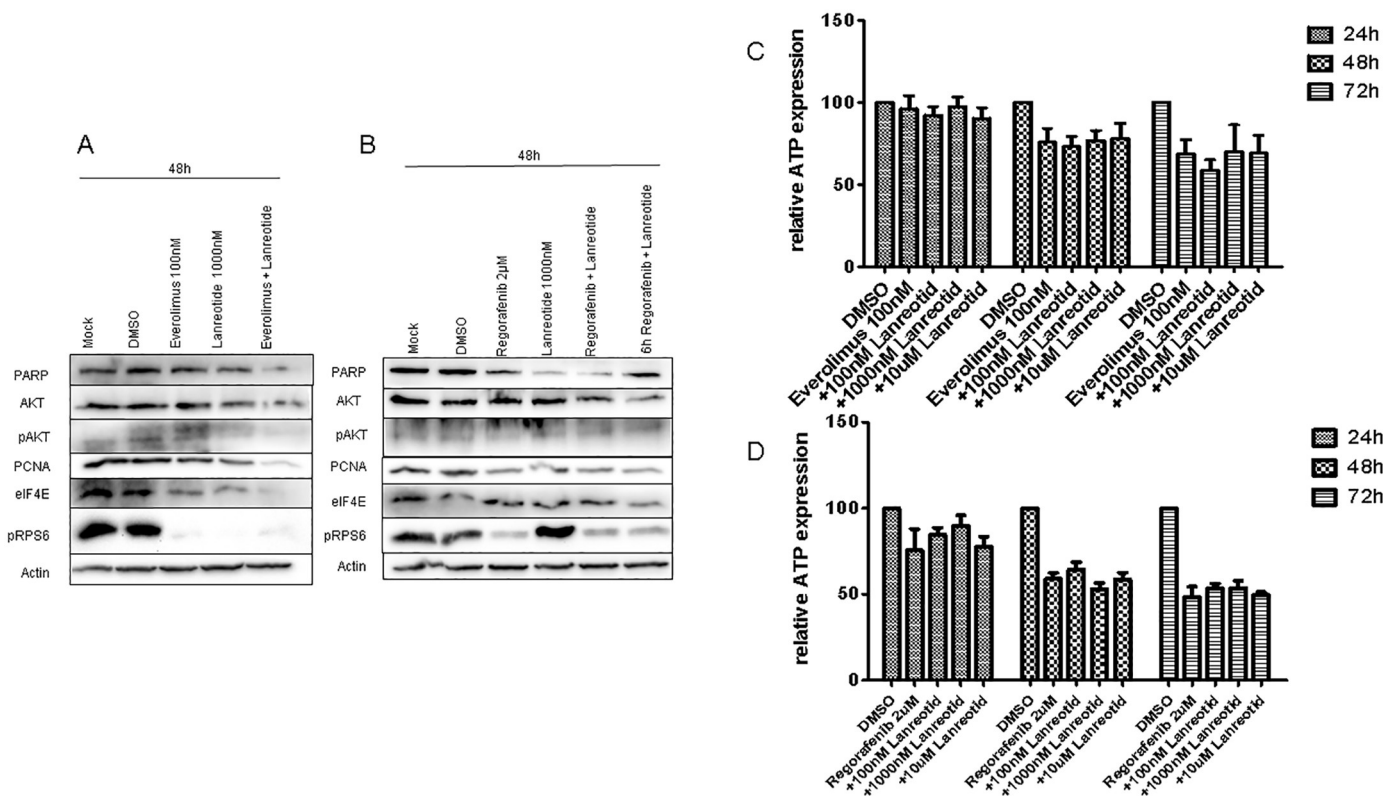 A
48h
Mock
DMSO
Everolimus 100nM
Lanreotide 1000nM
Everolimus + Lanreotide
PARP
AKT
pAKT
PCNA
eIF4E
pRPS6
Actin
B
48h
Mock
DMSO
Regorafenib 2µM
Lanreotide 1000nM
Regorafenib + Lanreotide
6h Regorafenib + Lanreotide
PARP
AKT
pAKT
PCNA
eIF4E
pRPS6
Actin
C
relative ATP expression
150
100
50
0
DMSO
Everolimus 100nM
+100nM Lanreotid
+1000nM Lanreotid
+10uM Lanreotid
DMSO
Everolimus 100nM
+100nM Lanreotid
+1000nM Lanreotid
+10uM Lanreotid
DMSO
Everolimus 100nM
+100nM Lanreotid
+1000nM Lanreotid
+10uM Lanreotid
24h
48h
72h
D
relative ATP expression
150
100
50
0
DMSO
Regorafenib 2uM
+100nM Lanreotid
+1000nM Lanreotid
+10uM Lanreotid
DMSO
Regorafenib 2uM
+100nM Lanreotid
+1000nM Lanreotid
+10uM Lanreotid
DMSO
Regorafenib 2uM
+100nM Lanreotid
+1000nM Lanreotid
+10uM Lanreotid
24h
48h
72h